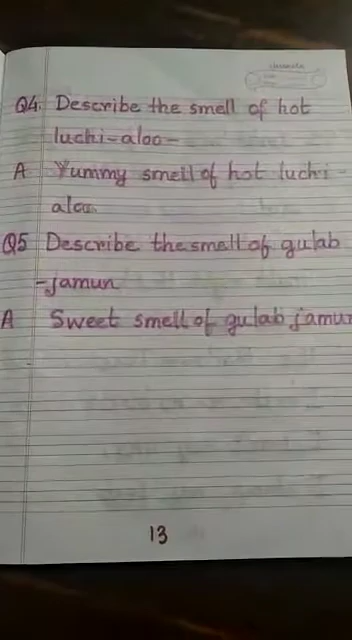 classmate
Q4. Describe the smell of hot
luchi-aloo-
A Yummy smell of hot luchi-
aloo.
Q5 Describe the smell of gulab
-jamun
A Sweet smell of gulab jamun
13